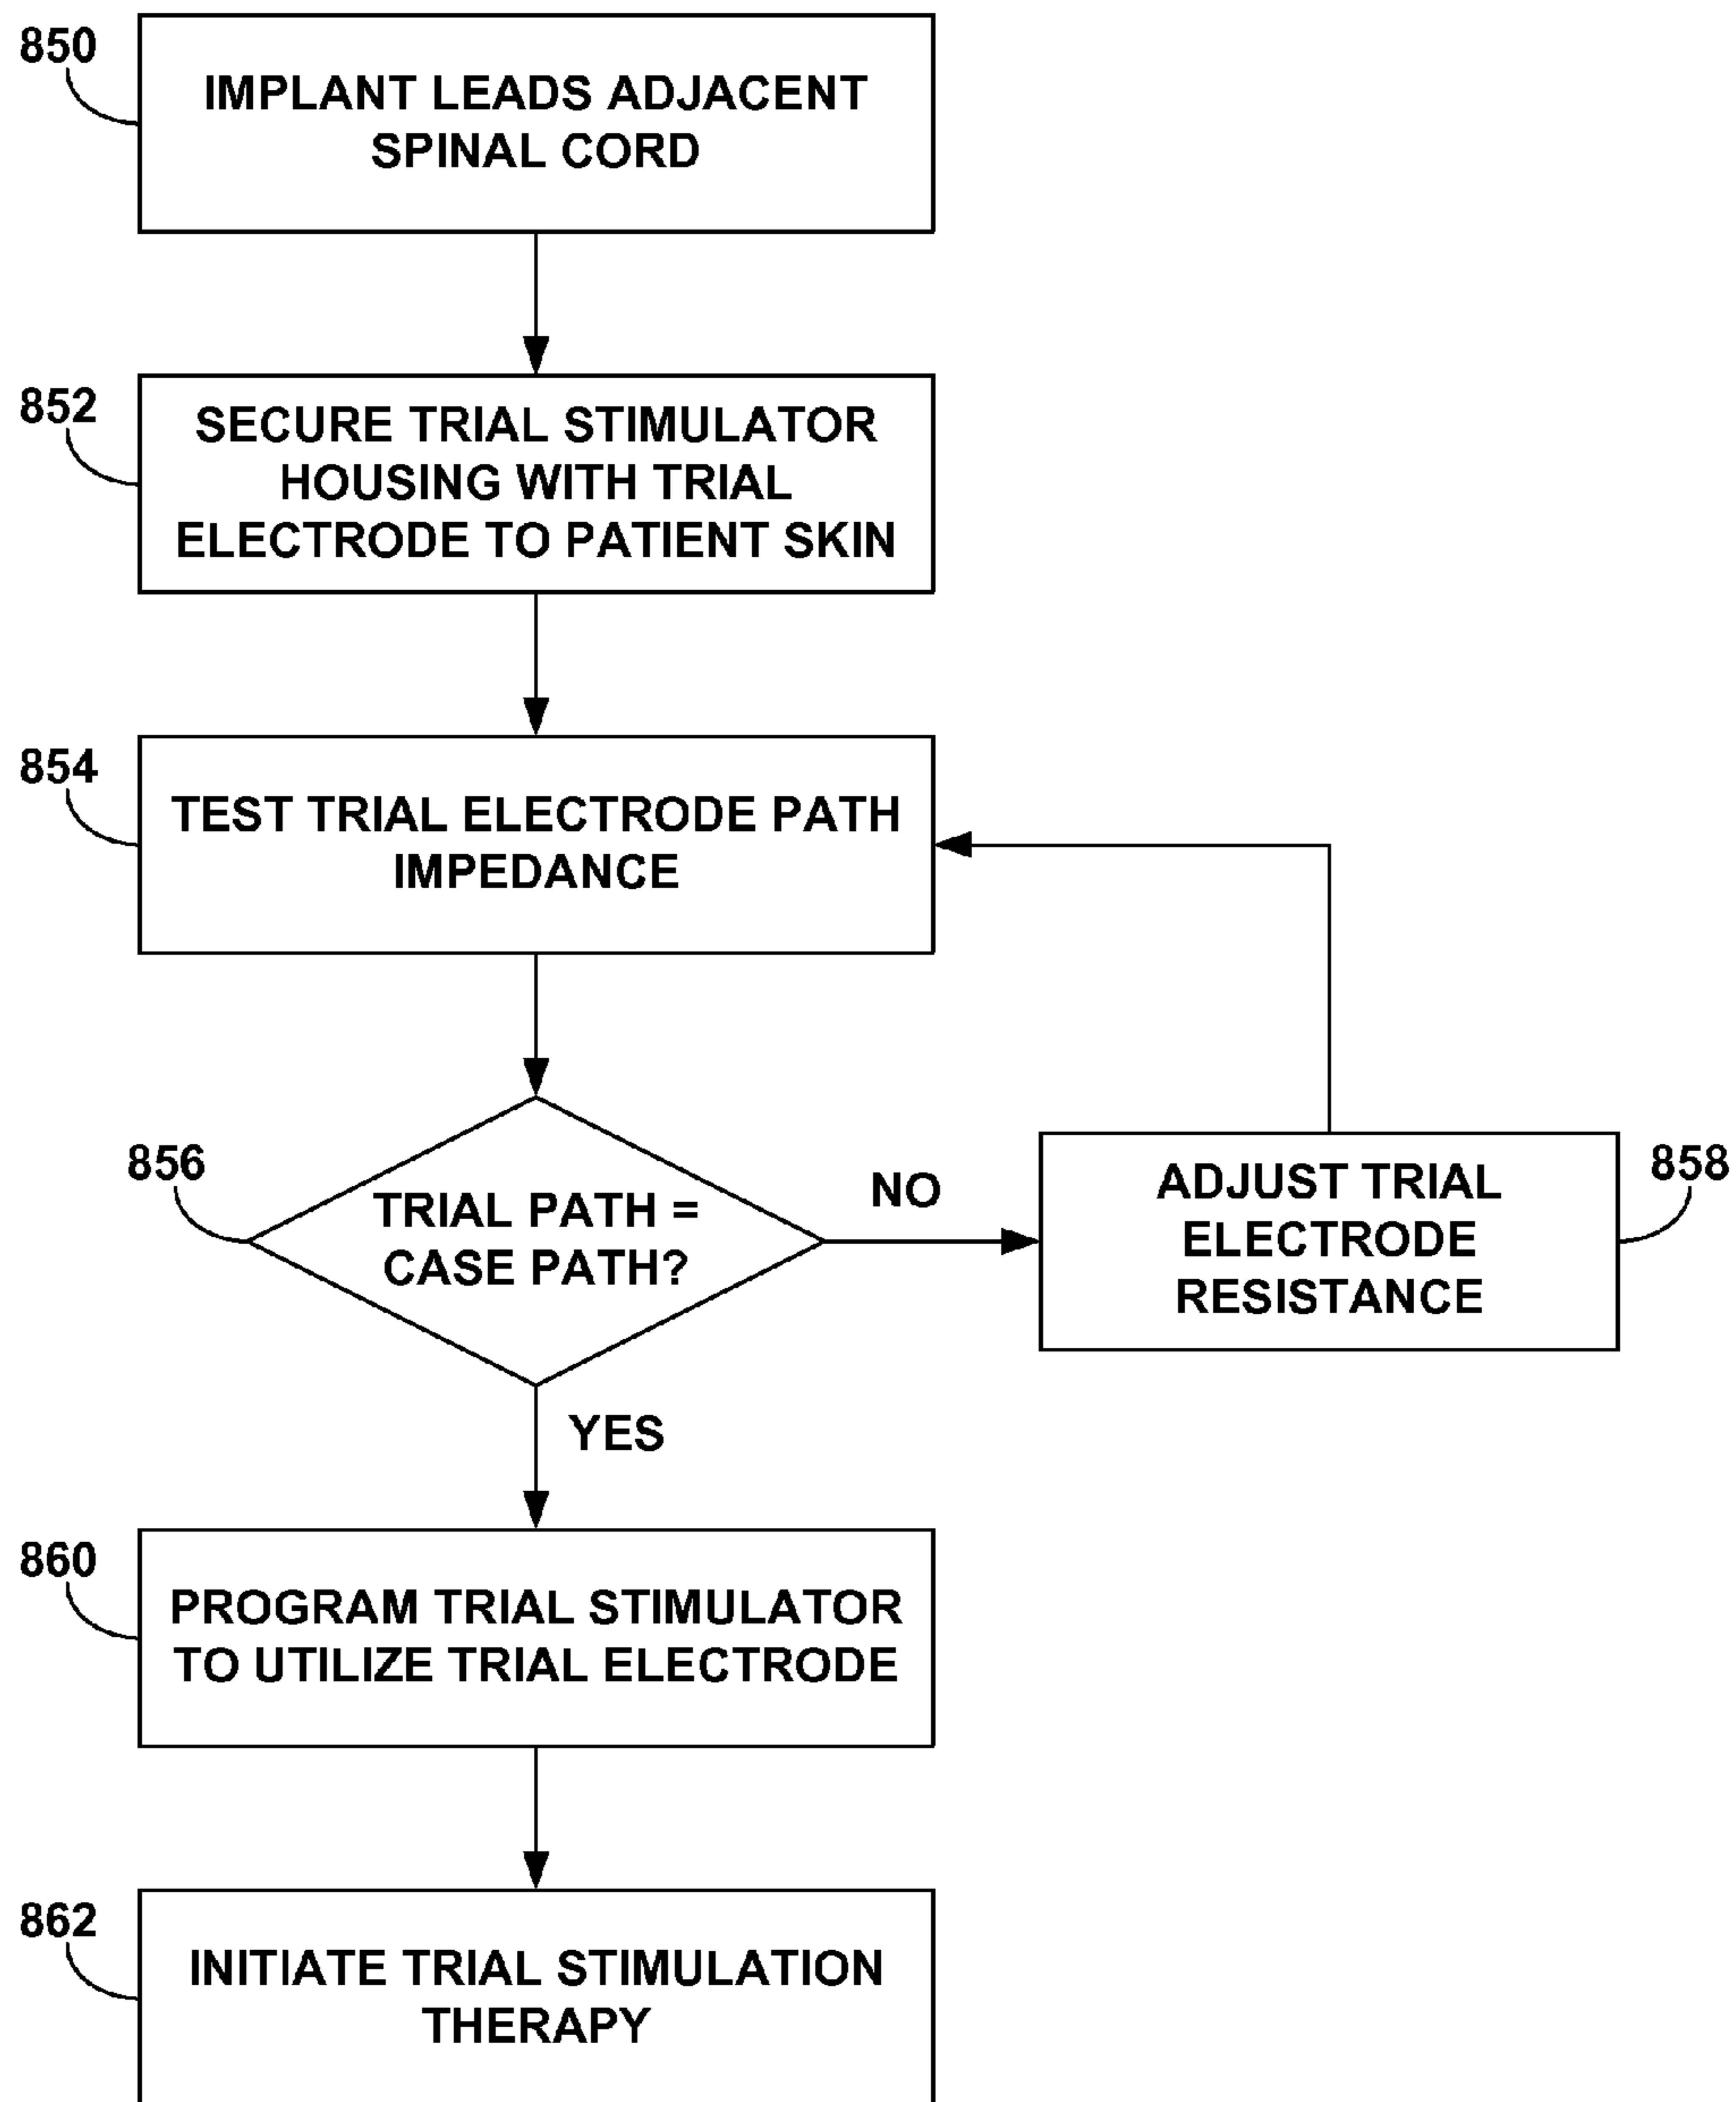 850
IMPLANT LEADS ADJACENT
SPINAL CORD
852
SECURE TRIAL STIMULATOR
HOUSING WITH TRIAL
ELECTRODE TO PATIENT SKIN
854
TEST TRIAL ELECTRODE PATH
IMPEDANCE
856
TRIAL PATH =
CASE PATH?
NO
858
ADJUST TRIAL
ELECTRODE
RESISTANCE
YES
860
PROGRAM TRIAL STIMULATOR
TO UTILIZE TRIAL ELECTRODE
862
INITIATE TRIAL STIMULATION
THERAPY